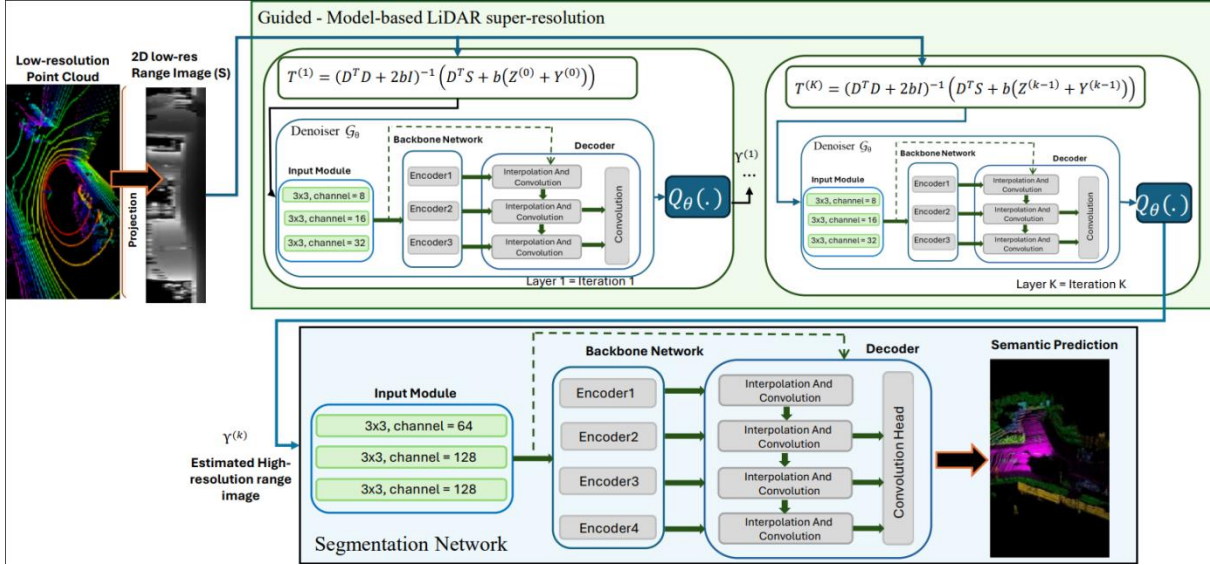 Guided - Model-based LiDAR super-resolution
Low-resolution
Point Cloud
2D low-res
Range Image (S)
Projection
T^{(1)} = (D^T D + 2bI)^{-1} (D^T S + b(Z^{(0)} + Y^{(0)}))
Denoiser 𝒢_θ
Backbone Network
Decoder
Input Module
3x3, channel = 8
3x3, channel = 16
3x3, channel = 32
Encoder1
Encoder2
Encoder3
Interpolation And
Convolution
Interpolation And
Convolution
Interpolation And
Convolution
Convolution
Q_θ(.)
Y^{(1)}
...
Layer 1 = Iteration 1
T^{(K)} = (D^T D + 2bI)^{-1} (D^T S + b(Z^{(k-1)} + Y^{(k-1)}))
Denoiser 𝒢_θ
Backbone Network
Decoder
Input Module
3x3, channel = 8
3x3, channel = 16
3x3, channel = 32
Encoder1
Encoder2
Encoder3
Interpolation And
Convolution
Interpolation And
Convolution
Interpolation And
Convolution
Convolution
Q_θ(.)
Layer K = Iteration K
Y^{(k)}
Estimated High-
resolution range
image
Input Module
3x3, channel = 64
3x3, channel = 128
3x3, channel = 128
Backbone Network
Encoder1
Encoder2
Encoder3
Encoder4
Decoder
Interpolation And
Convolution
Interpolation And
Convolution
Interpolation And
Convolution
Interpolation And
Convolution
Convolution Head
Semantic Prediction
Segmentation Network